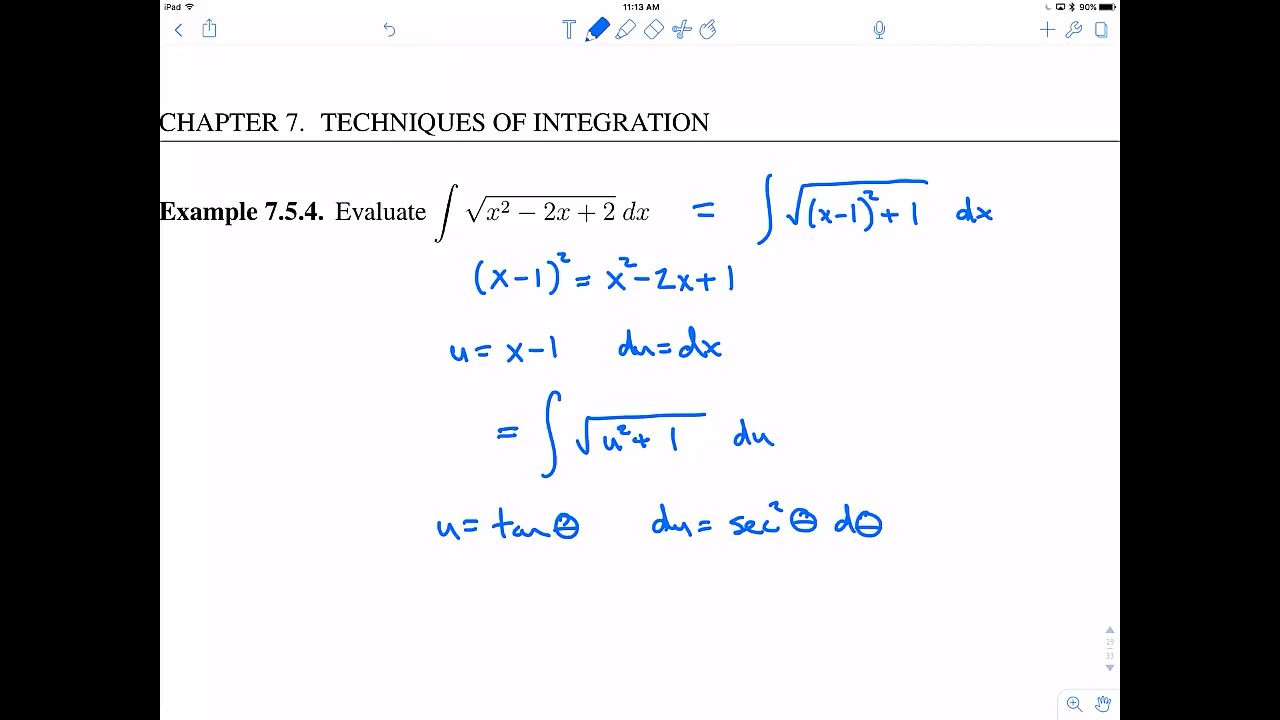 iPad 11:13 AM 90%
T
CHAPTER 7. TECHNIQUES OF INTEGRATION
Example 7.5.4. Evaluate ∫ √(x² − 2x + 2) dx = ∫ √((x−1)² + 1) dx
(x−1)² = x² − 2x + 1
u = x−1 du = dx
= ∫ √(u² + 1) du
u = tan θ du = sec² θ dθ
29
33